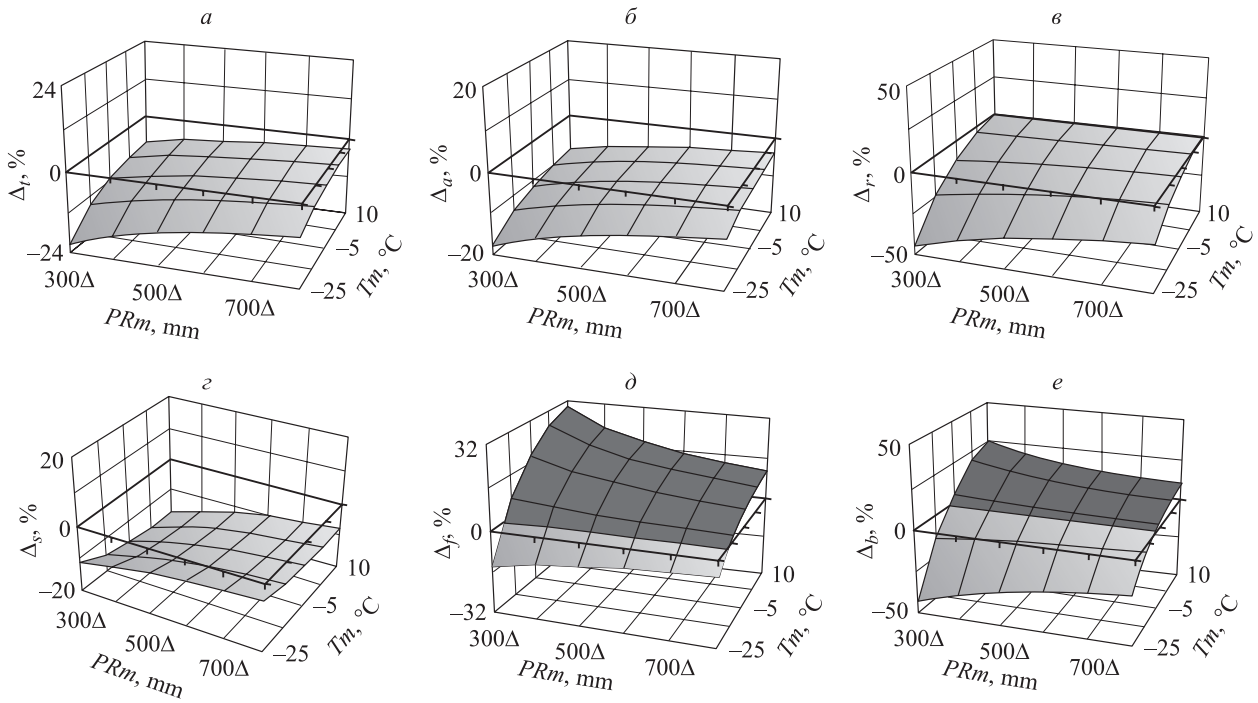 а
24
0
–24
Δt, %
300Δ
500Δ
700Δ
PRm, mm
10
–5
–25
Tm, °C
б
20
0
–20
Δa, %
300Δ
500Δ
700Δ
PRm, mm
10
–5
–25
Tm, °C
в
50
0
–50
Δr, %
300Δ
500Δ
700Δ
PRm, mm
10
–5
–25
Tm, °C
г
20
0
–20
Δs, %
300Δ
500Δ
700Δ
PRm, mm
10
–5
–25
Tm, °C
д
32
0
–32
Δf, %
300Δ
500Δ
700Δ
PRm, mm
10
–5
–25
Tm, °C
е
50
0
–50
Δb, %
300Δ
500Δ
700Δ
PRm, mm
10
–5
–25
Tm, °C